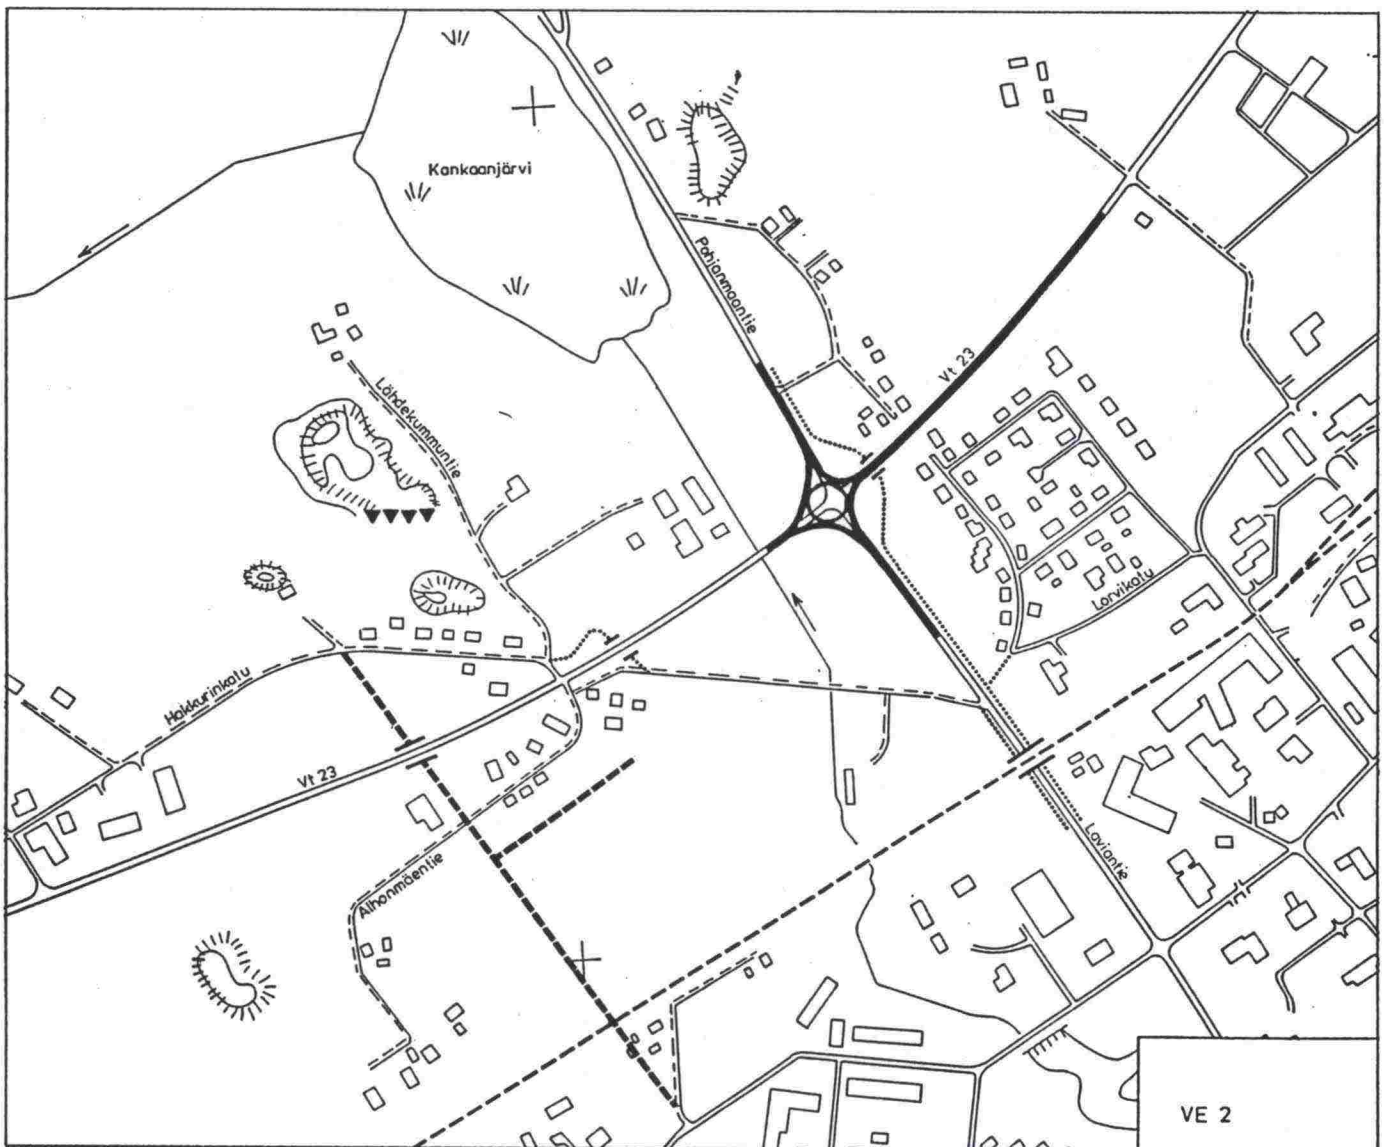 Kankaanjärvi
Pohjanmaantie
Vt 23
Lähdekummuntie
Lorvikatu
Hakkurinkatu
Vt 23
Alhonmäentie
Laviantie
VE 2